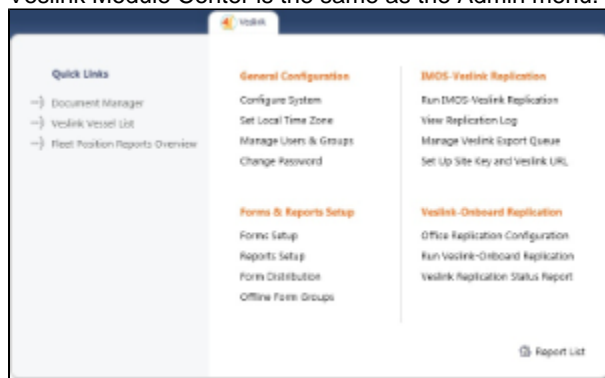 Veslink Module Center is the same as the Admin menu.
Veslink
Quick Links
Document Manager
Veslink Vessel List
Fleet Position Reports Overview
General Configuration
Configure System
Set Local Time Zone
Manage Users & Groups
Change Password
Forms & Reports Setup
Forms Setup
Reports Setup
Form Distribution
Offline Form Groups
IMOS-Veslink Replication
Run IMOS-Veslink Replication
View Replication Log
Manage Veslink Export Queue
Set Up Site Key and Veslink URL
Veslink-Onboard Replication
Office Replication Configuration
Run Veslink-Onboard Replication
Veslink Replication Status Report
Report List